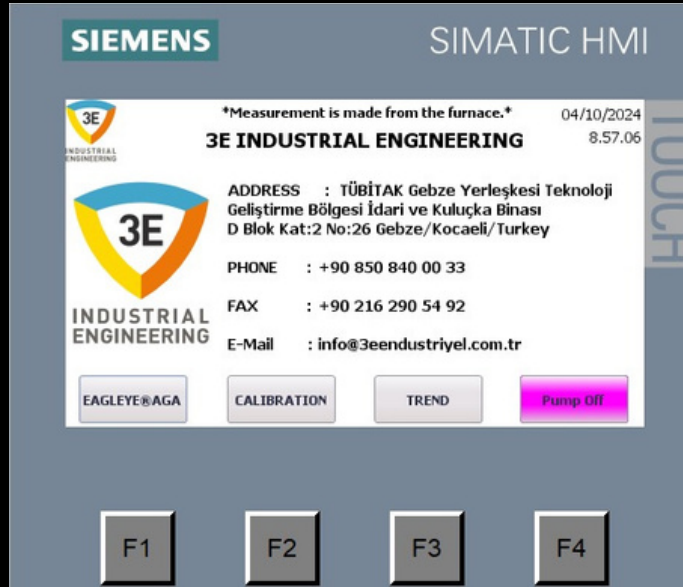 SIEMENS
SIMATIC HMI
TOUCH
3E
INDUSTRIAL
ENGINEERING
*Measurement is made from the furnace.*
04/10/2024
3E INDUSTRIAL ENGINEERING
8.57.06
3E
INDUSTRIAL
ENGINEERING
ADDRESS : TÜBİTAK Gebze Yerleşkesi Teknoloji
Geliştirme Bölgesi İdari ve Kuluçka Binası
D Blok Kat:2 No:26 Gebze/Kocaeli/Turkey
PHONE : +90 850 840 00 33
FAX : +90 216 290 54 92
E-Mail : info@3eendustriyel.com.tr
EAGLEYE®AGA
CALIBRATION
TREND
Pump Off
F1
F2
F3
F4